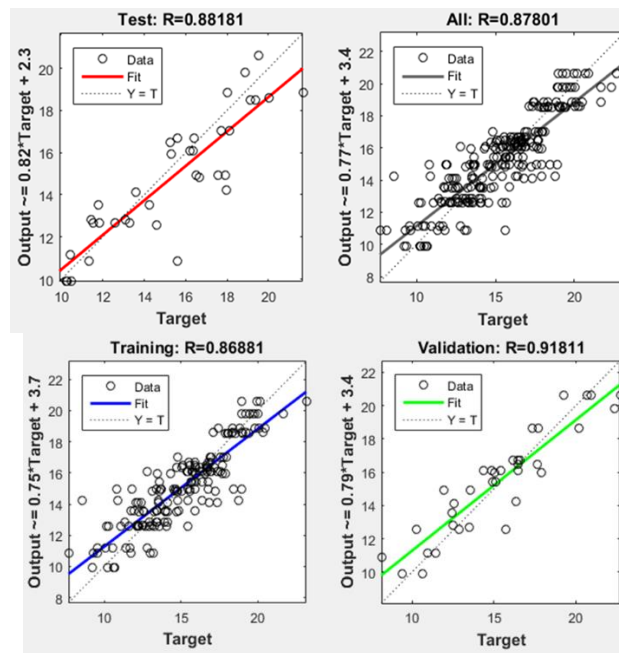 Test: R=0.88181
Output ~= 0.82*Target + 2.3
Data
Fit
Y = T
20
18
16
14
12
10
10 12 14 16 18 20
Target
All: R=0.87801
Output ~= 0.77*Target + 3.4
Data
Fit
Y = T
22
20
18
16
14
12
10
8
10 15 20
Target
Training: R=0.86881
Output ~= 0.75*Target + 3.7
Data
Fit
Y = T
22
20
18
16
14
12
10
8
10 15 20
Target
Validation: R=0.91811
Output ~= 0.79*Target + 3.4
Data
Fit
Y = T
22
20
18
16
14
12
10
10 15 20
Target